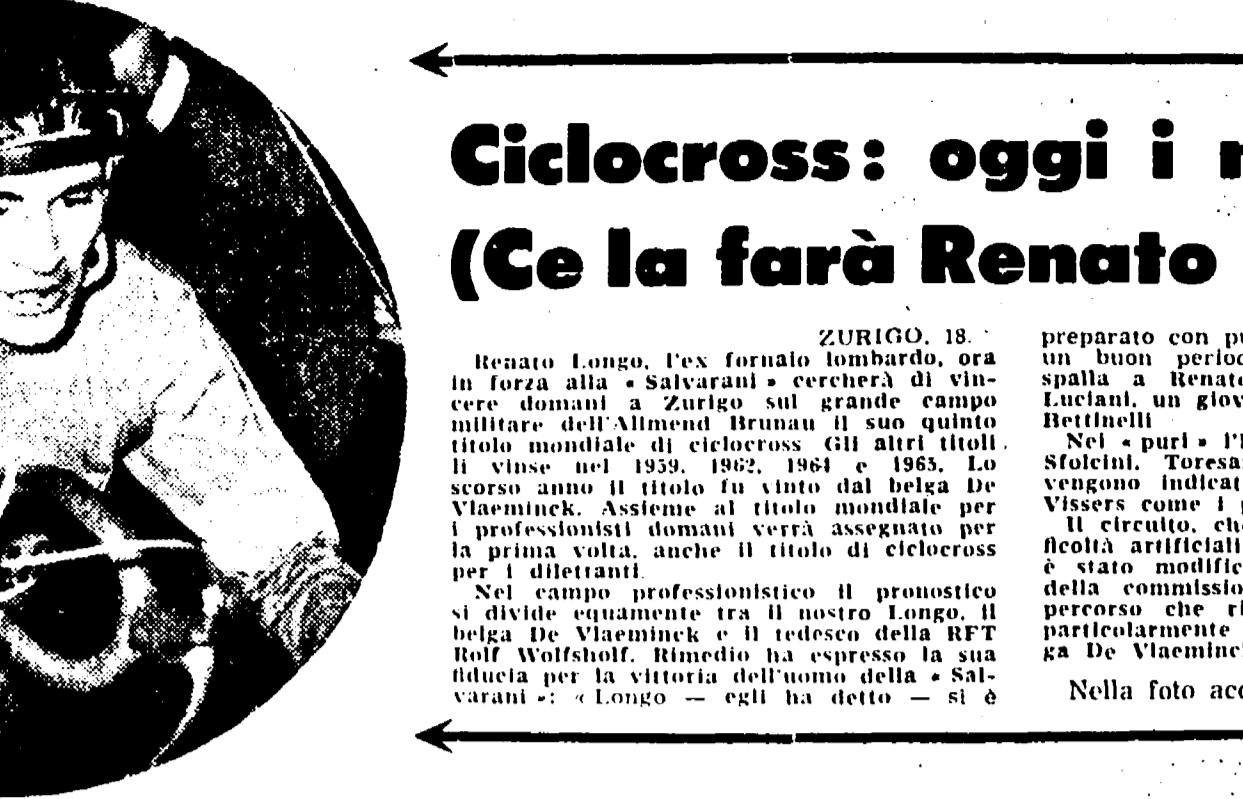 Ciclocross: oggi i
(Ce la farà Renato
ZURIGO, 18.
Renato Longo, l'ex fornaio lombardo, ora
in forza alla « Salvarani » cercherà di vin-
cere domani a Zurigo sul grande campo
militare dell'Allmend Brunau il suo quinto
titolo mondiale di ciclocross Gli altri titoli
li vinse nel 1959, 1962, 1964 e 1965. Lo
scorso anno il titolo fu vinto dal belga De
Vlaeminck. Assieme al titolo mondiale per
i professionisti domani verrà assegnato per
la prima volta, anche il titolo di ciclocross
per i dilettanti.
Nel campo professionistico il pronostico
si divide equamente tra il nostro Longo, il
belga De Vlaeminck e il tedesco della RFT
Rolf Wolfsholf. Rimedio ha espresso la sua
fiducia per la vittoria dell'uomo della « Sal-
varani »: « Longo — egli ha detto — si è
preparato con pu
un buon period
spalla a Renato
Luciani, un giov
Bettinelli
Nei « puri » l'I
Sfolcini, Toresa
vengono indicat
Vissers come i p
Il circuito, che
ficoltà artificiali
è stato modific
della commissio
percorso che ri
particolarmente
ga De Vlaeminc
Nella foto acc